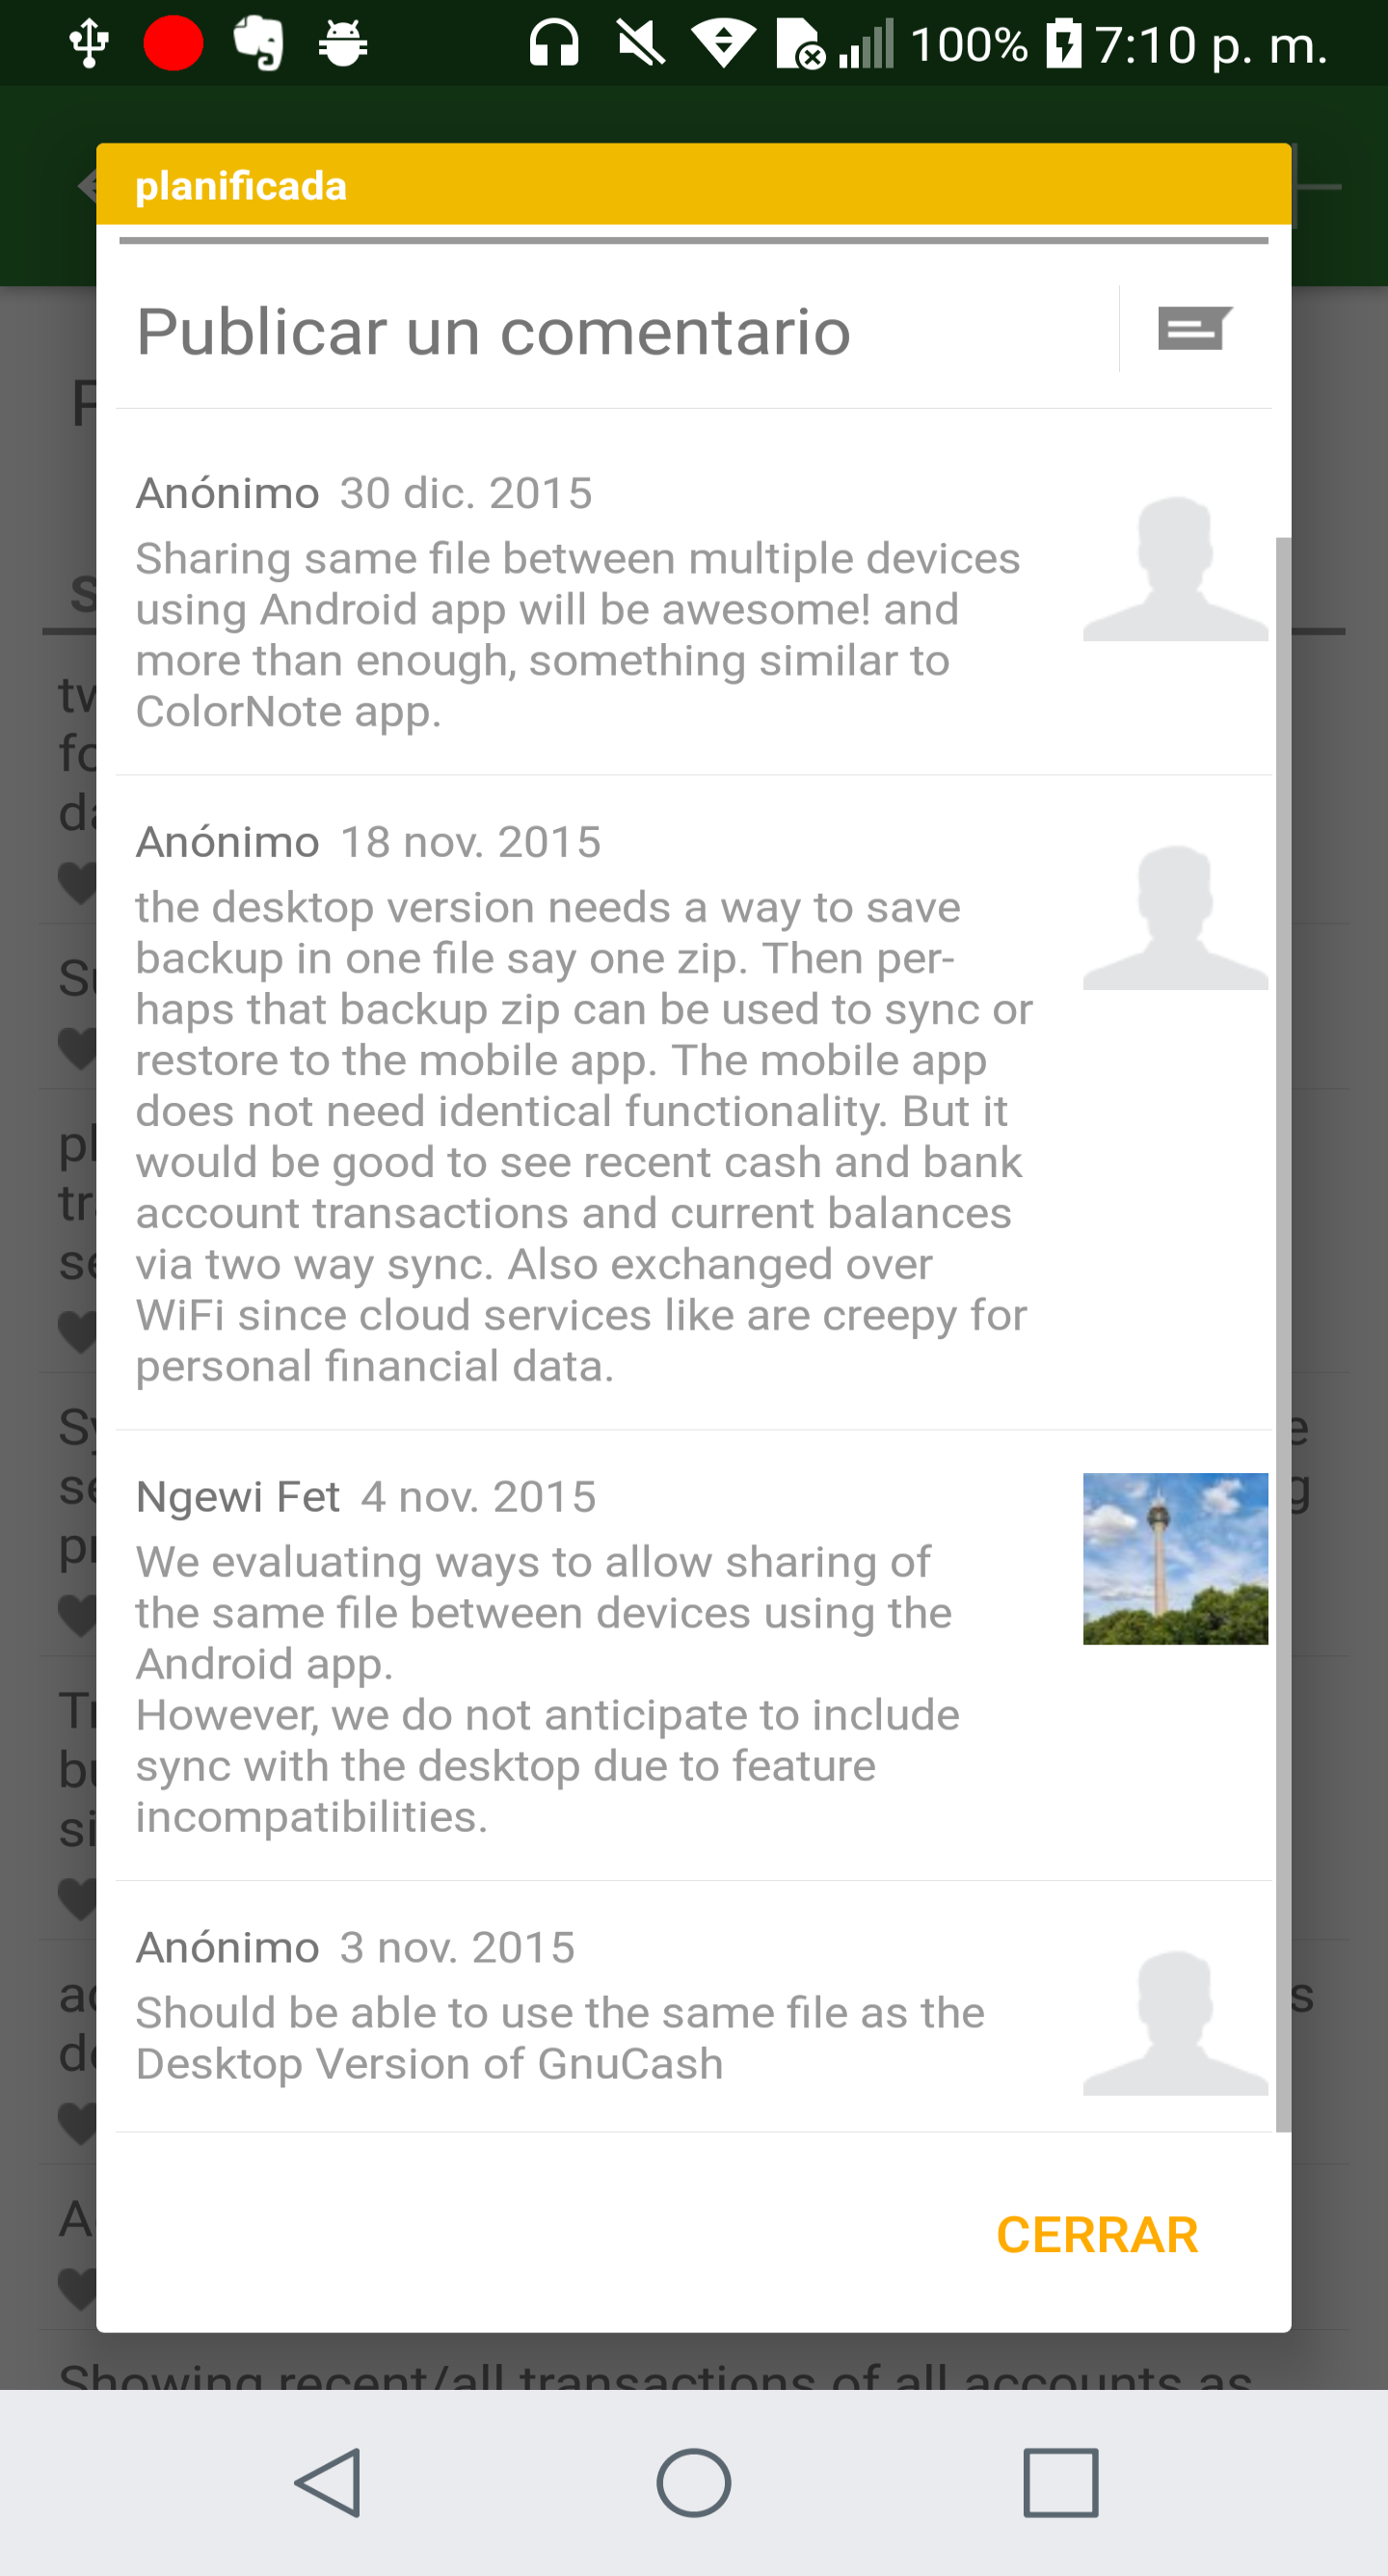 100% 7:10 p. m.
planificada
Publicar un comentario
Anónimo 30 dic. 2015
Sharing same file between multiple devices
using Android app will be awesome! and
more than enough, something similar to
ColorNote app.
Anónimo 18 nov. 2015
the desktop version needs a way to save
backup in one file say one zip. Then per-
haps that backup zip can be used to sync or
restore to the mobile app. The mobile app
does not need identical functionality. But it
would be good to see recent cash and bank
account transactions and current balances
via two way sync. Also exchanged over
WiFi since cloud services like are creepy for
personal financial data.
Ngewi Fet 4 nov. 2015
We evaluating ways to allow sharing of
the same file between devices using the
Android app.
However, we do not anticipate to include
sync with the desktop due to feature
incompatibilities.
Anónimo 3 nov. 2015
Should be able to use the same file as the
Desktop Version of GnuCash
CERRAR
Showing recent/all transactions of all accounts as